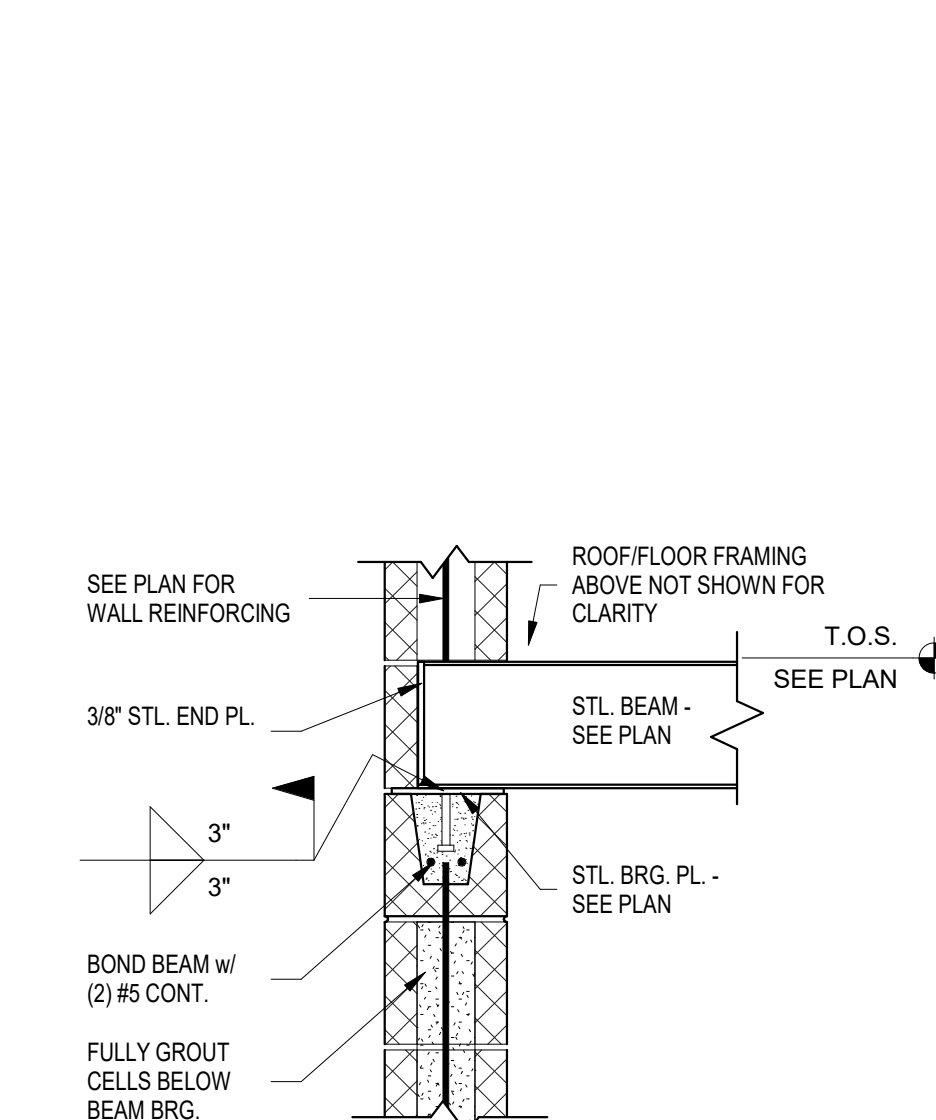 SEE PLAN FOR
WALL REINFORCING
ROOF/FLOOR FRAMING
ABOVE NOT SHOWN FOR
CLARITY
T.O.S.
SEE PLAN
3/8" STL. END PL.
STL. BEAM -
SEE PLAN
3"
3"
STL. BRG. PL. -
SEE PLAN
BOND BEAM w/
(2) #5 CONT.
FULLY GROUT
CELLS BELOW
BEAM BRG.